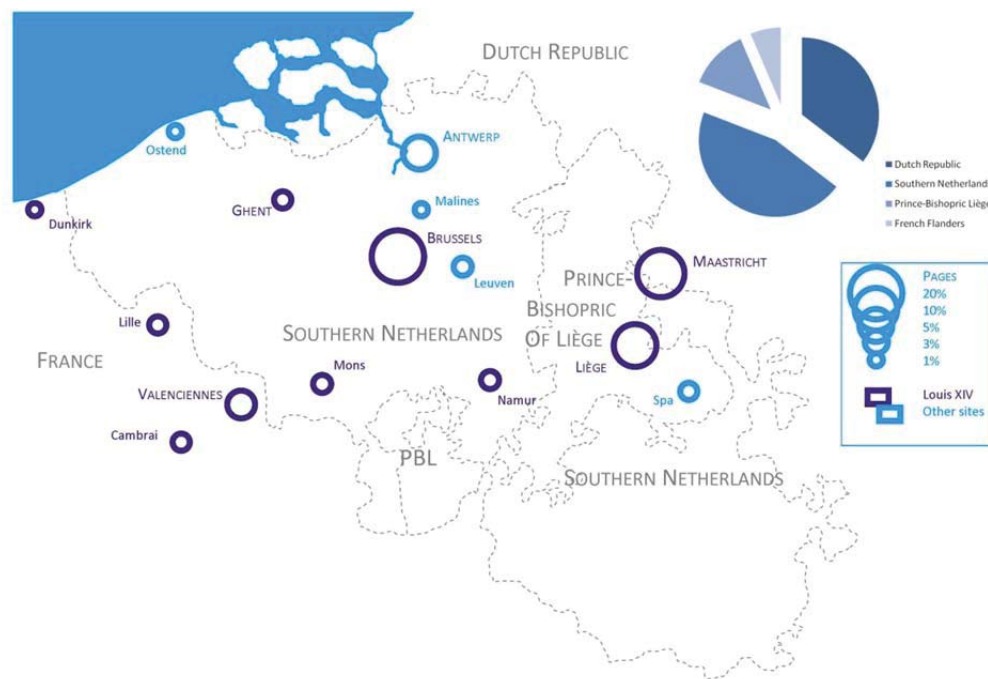 DUTCH REPUBLIC
ANTWERP
Ostend
Dunkirk
GHENT
Malines
BRUSSELS
Leuven
MAASTRICHT
PRINCE-
BISHOPRIC
OF LIÈGE
LIÈGE
Lille
SOUTHERN NETHERLANDS
FRANCE
Mons
VALENCIENNES
Namur
Spa
Cambrai
PBL
SOUTHERN NETHERLANDS
Dutch Republic
Southern Netherland
Prince-Bishopric Liège
French Flanders
PAGES
20%
10%
5%
3%
1%
Louis XIV
Other sites